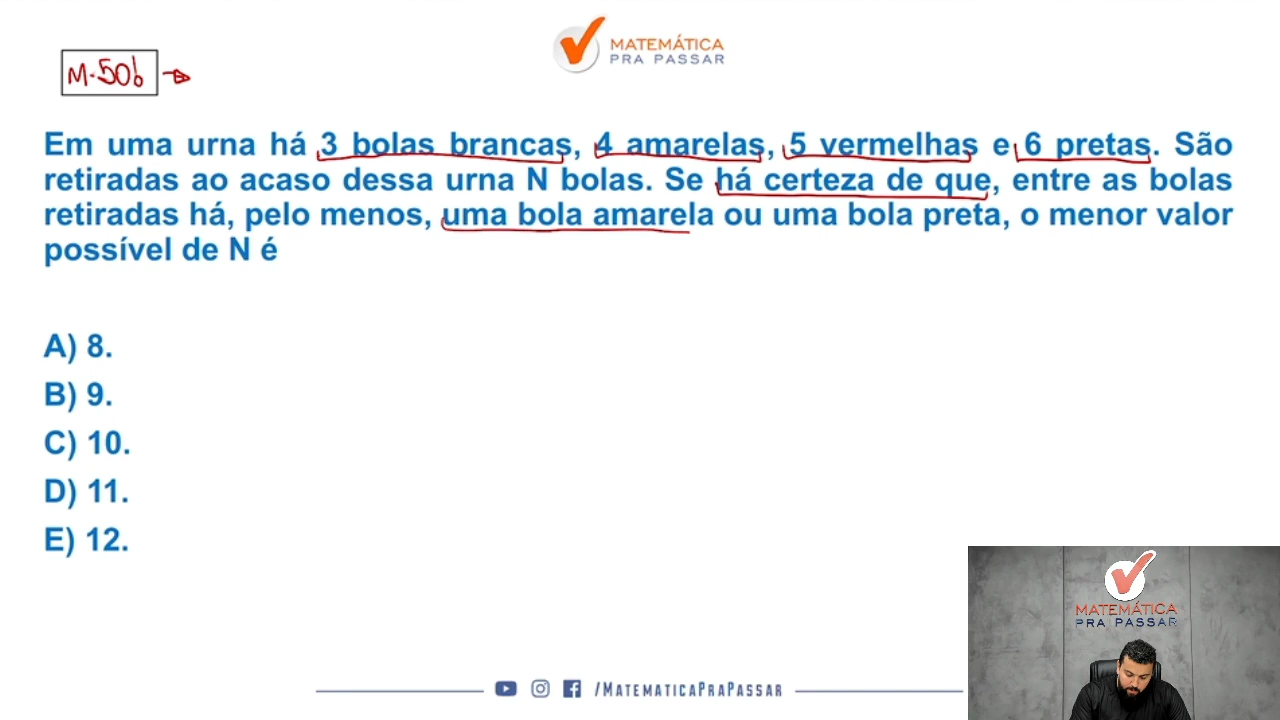 MATEMÁTICA
PRA PASSAR
M.50b
Em uma urna há 3 bolas brancas, 4 amarelas, 5 vermelhas e 6 pretas. São
retiradas ao acaso dessa urna N bolas. Se há certeza de que, entre as bolas
retiradas há, pelo menos, uma bola amarela ou uma bola preta, o menor valor
possível de N é
A) 8.
B) 9.
C) 10.
D) 11.
E) 12.
MATEMÁTICA
PRA PASSAR
/MATEMATICAPRAPASSAR